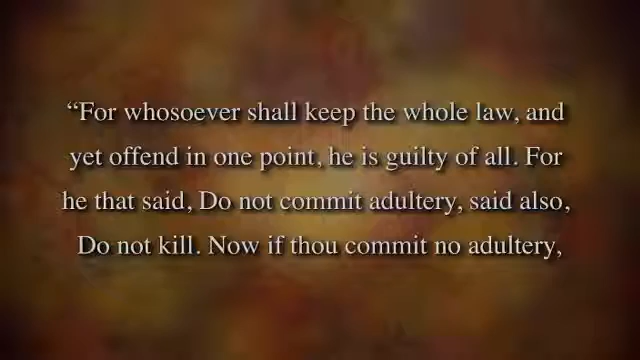 “For whosoever shall keep the whole law, and
yet offend in one point, he is guilty of all. For
he that said, Do not commit adultery, said also,
Do not kill. Now if thou commit no adultery,